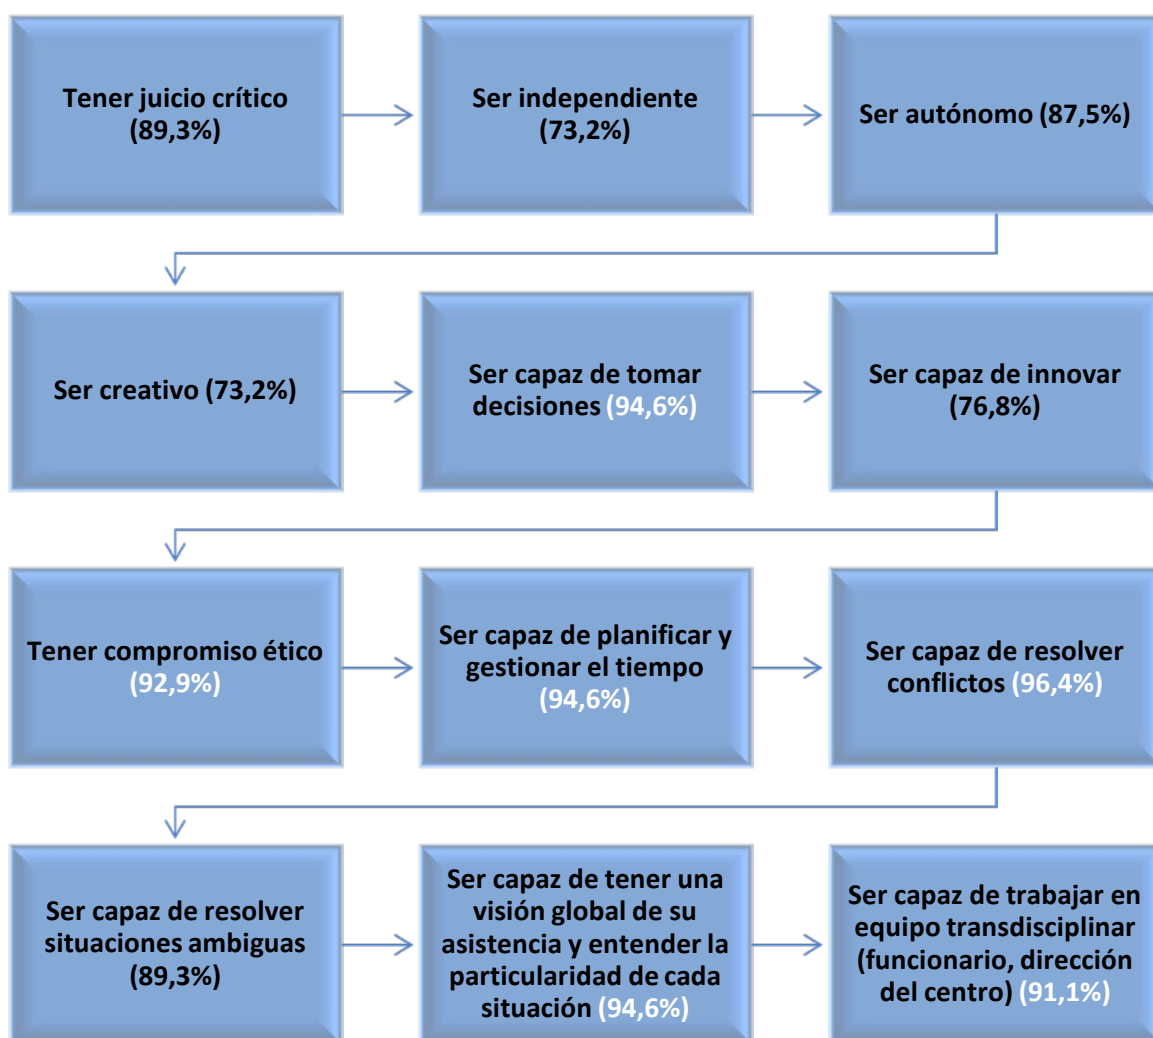 Tener juicio crítico
(89,3%)
Ser independiente
(73,2%)
Ser autónomo (87,5%)
Ser creativo (73,2%)
Ser capaz de tomar
decisiones (94,6%)
Ser capaz de innovar
(76,8%)
Tener compromiso ético
(92,9%)
Ser capaz de planificar y
gestionar el tiempo
(94,6%)
Ser capaz de resolver
conflictos (96,4%)
Ser capaz de resolver
situaciones ambiguas
(89,3%)
Ser capaz de tener una
visión global de su
asistencia y entender la
particularidad de cada
situación (94,6%)
Ser capaz de trabajar en
equipo transdisciplinar
(funcionario, dirección
del centro) (91,1%)